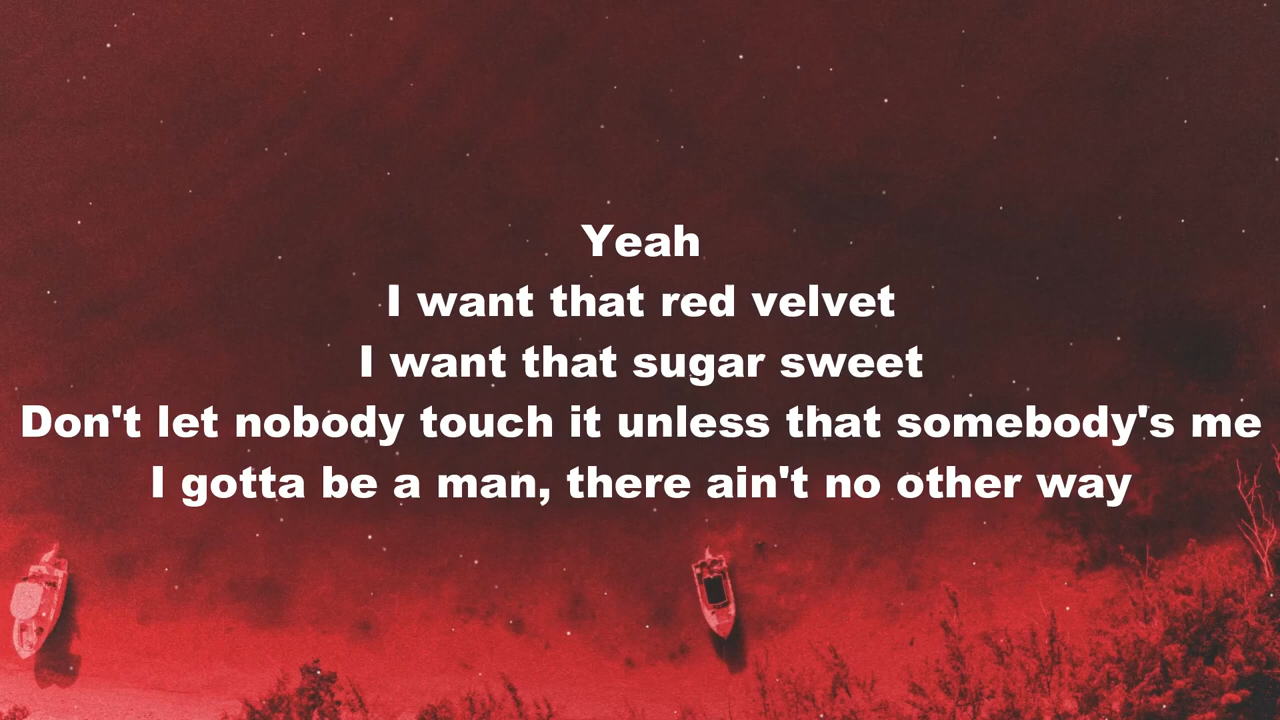 Yeah
I want that red velvet
I want that sugar sweet
Don't let nobody touch it unless that somebody's me
I gotta be a man, there ain't no other way